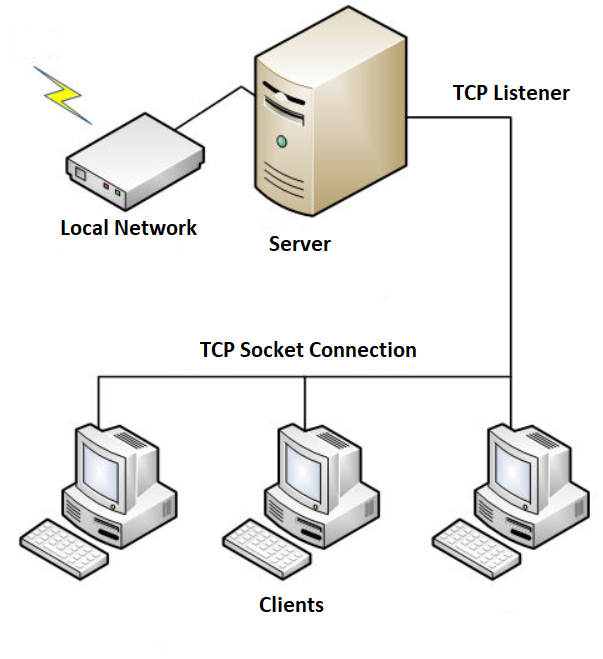 TCP Listener
Local Network
Server
TCP Socket Connection
Clients